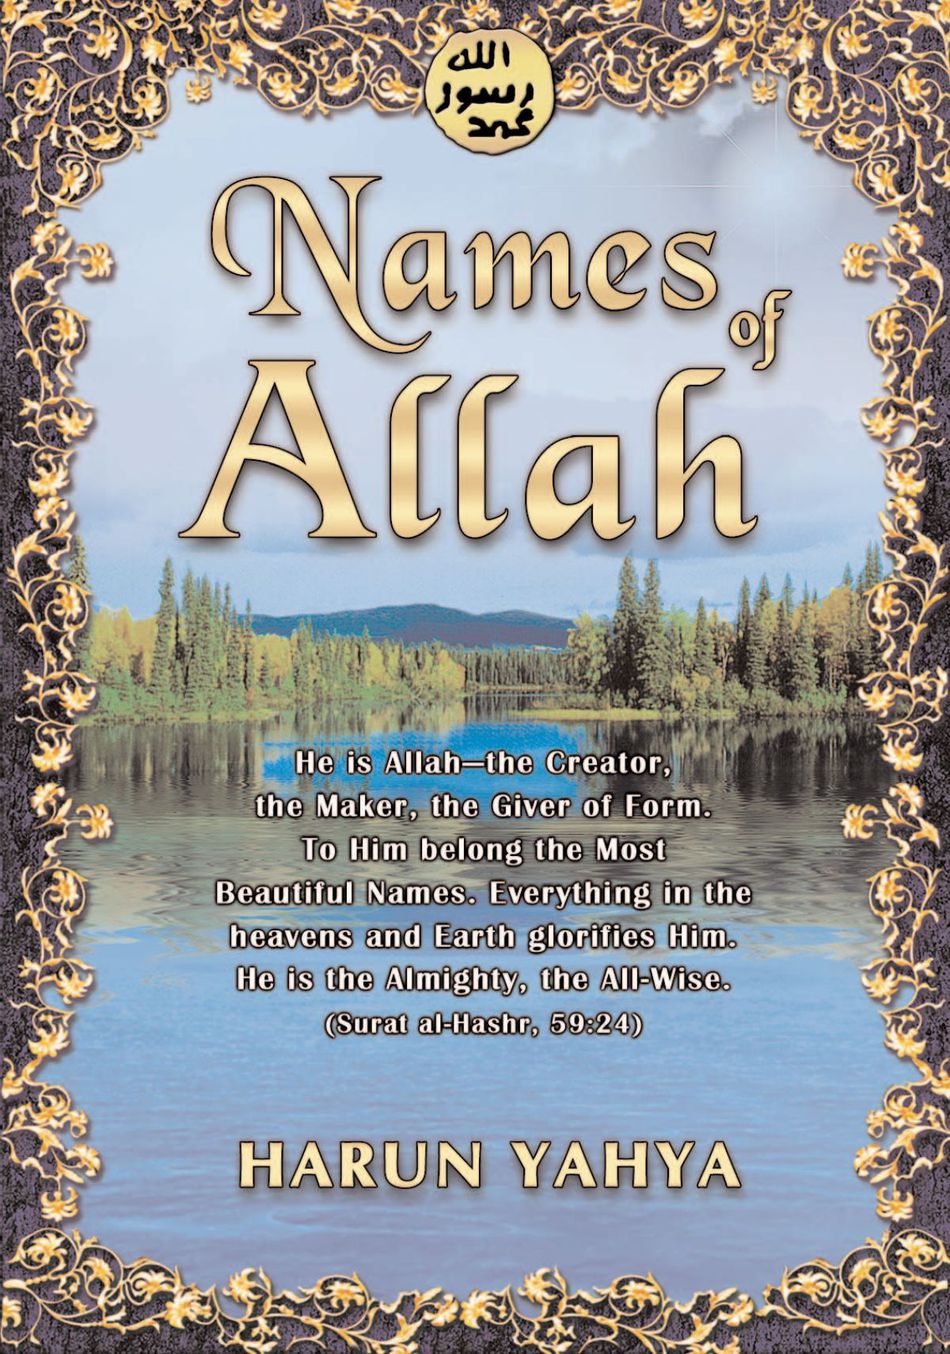 الله
رسول
محمد
Names
of
Allah
He is Allah—the Creator,
the Maker, the Giver of Form.
To Him belong the Most
Beautiful Names. Everything in the
heavens and Earth glorifies Him.
He is the Almighty, the All-Wise.
(Surat al-Hashr, 59:24)
HARUN YAHYA